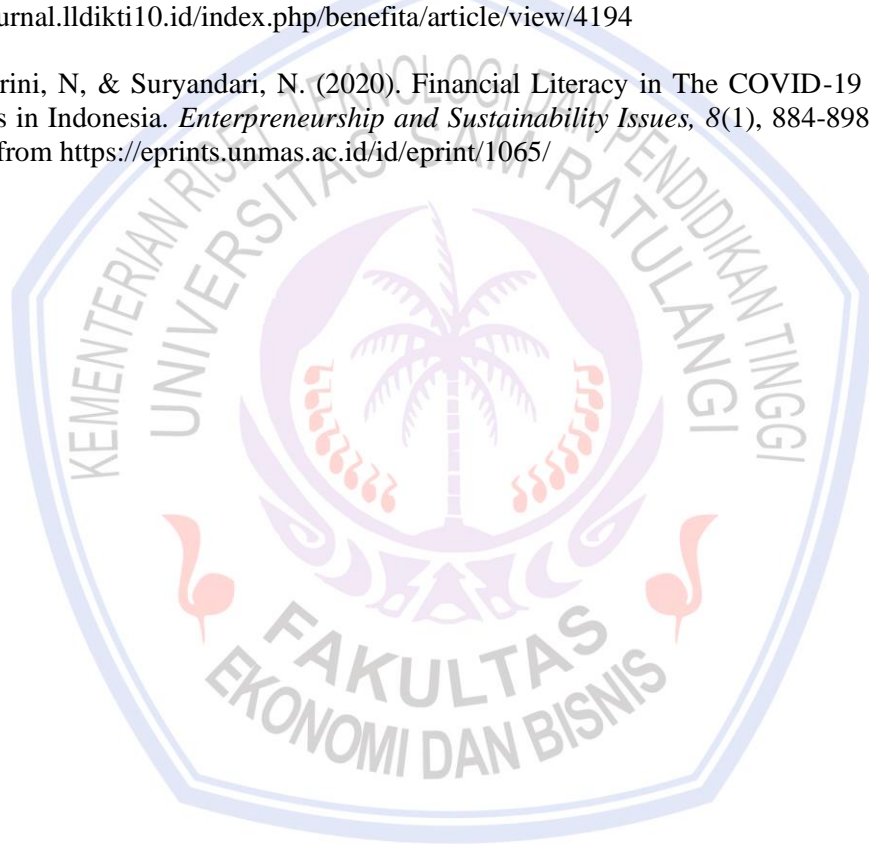 urnal.lldikti10.id/index.php/benefita/article/view/4194
rini, N, & Suryandari, N. (2020). Financial Literacy in The COVID-19
s in Indonesia. Enterpreneurship and Sustainability Issues, 8(1), 884-898
from https://eprints.unmas.ac.id/id/eprint/1065/
KEMENTERIAN RISET TEKNOLOGI DAN PENDIDIKAN TINGGI
UNIVERSITAS SAM RATULANGI
FAKULTAS
EKONOMI DAN BISNIS